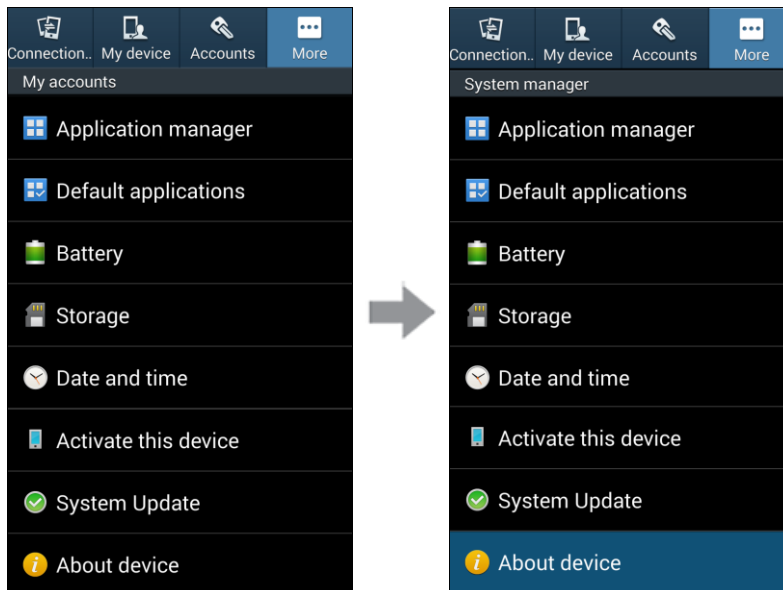 Connection.. My device Accounts More
My accounts
Application manager
Default applications
Battery
Storage
Date and time
Activate this device
System Update
About device
Connection.. My device Accounts More
System manager
Application manager
Default applications
Battery
Storage
Date and time
Activate this device
System Update
About device